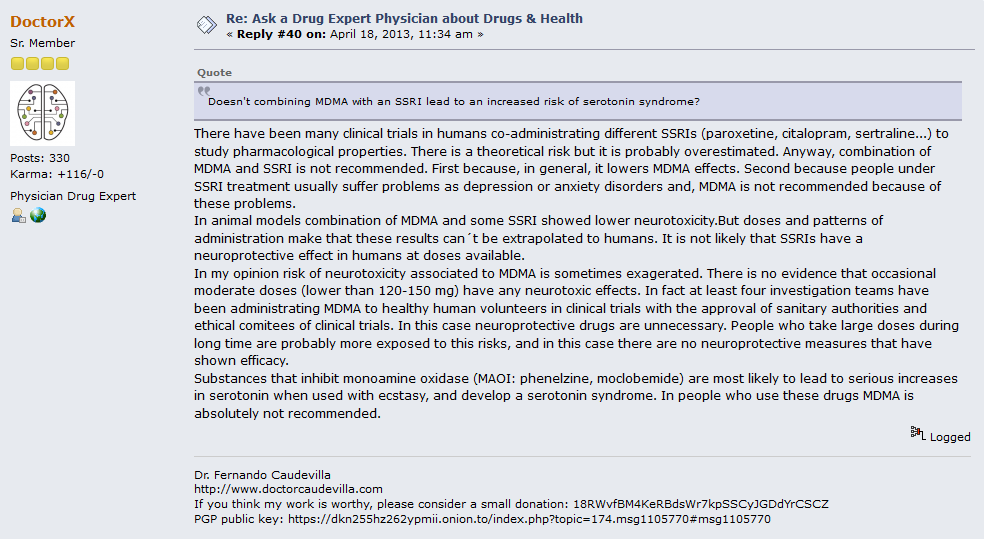 DoctorX
Sr. Member
Posts: 330
Karma: +116/-0
Physician Drug Expert
Re: Ask a Drug Expert Physician about Drugs & Health
« Reply #40 on: April 18, 2013, 11:34 am »
Quote
Doesn't combining MDMA with an SSRI lead to an increased risk of serotonin syndrome?
There have been many clinical trials in humans co-administrating different SSRIs (paroxetine, citalopram, sertraline...) to
study pharmacological properties. There is a theoretical risk but it is probably overestimated. Anyway, combination of
MDMA and SSRI is not recommended. First because, in general, it lowers MDMA effects. Second because people under
SSRI treatment usually suffer problems as depression or anxiety disorders and, MDMA is not recommended because of
these problems.
In animal models combination of MDMA and some SSRI showed lower neurotoxicity.But doses and patterns of
administration make that these results can´t be extrapolated to humans. It is not likely that SSRIs have a
neuroprotective effect in humans at doses available.
In my opinion risk of neurotoxicity associated to MDMA is sometimes exagerated. There is no evidence that occasional
moderate doses (lower than 120-150 mg) have any neurotoxic effects. In fact at least four investigation teams have
been administrating MDMA to healthy human volunteers in clinical trials with the approval of sanitary authorities and
ethical comitees of clinical trials. In this case neuroprotective drugs are unnecessary. People who take large doses during
long time are probably more exposed to this risks, and in this case there are no neuroprotective measures that have
shown efficacy.
Substances that inhibit monoamine oxidase (MAOI: phenelzine, moclobemide) are most likely to lead to serious increases
in serotonin when used with ecstasy, and develop a serotonin syndrome. In people who use these drugs MDMA is
absolutely not recommended.
Logged
Dr. Fernando Caudevilla
http://www.doctorcaudevilla.com
If you think my work is worthy, please consider a small donation: 18RWvfBM4KeRBdsWr7kpSSCyJGDdYrCSCZ
PGP public key: https://dkn255hz262ypmii.onion.to/index.php?topic=174.msg1105770#msg1105770